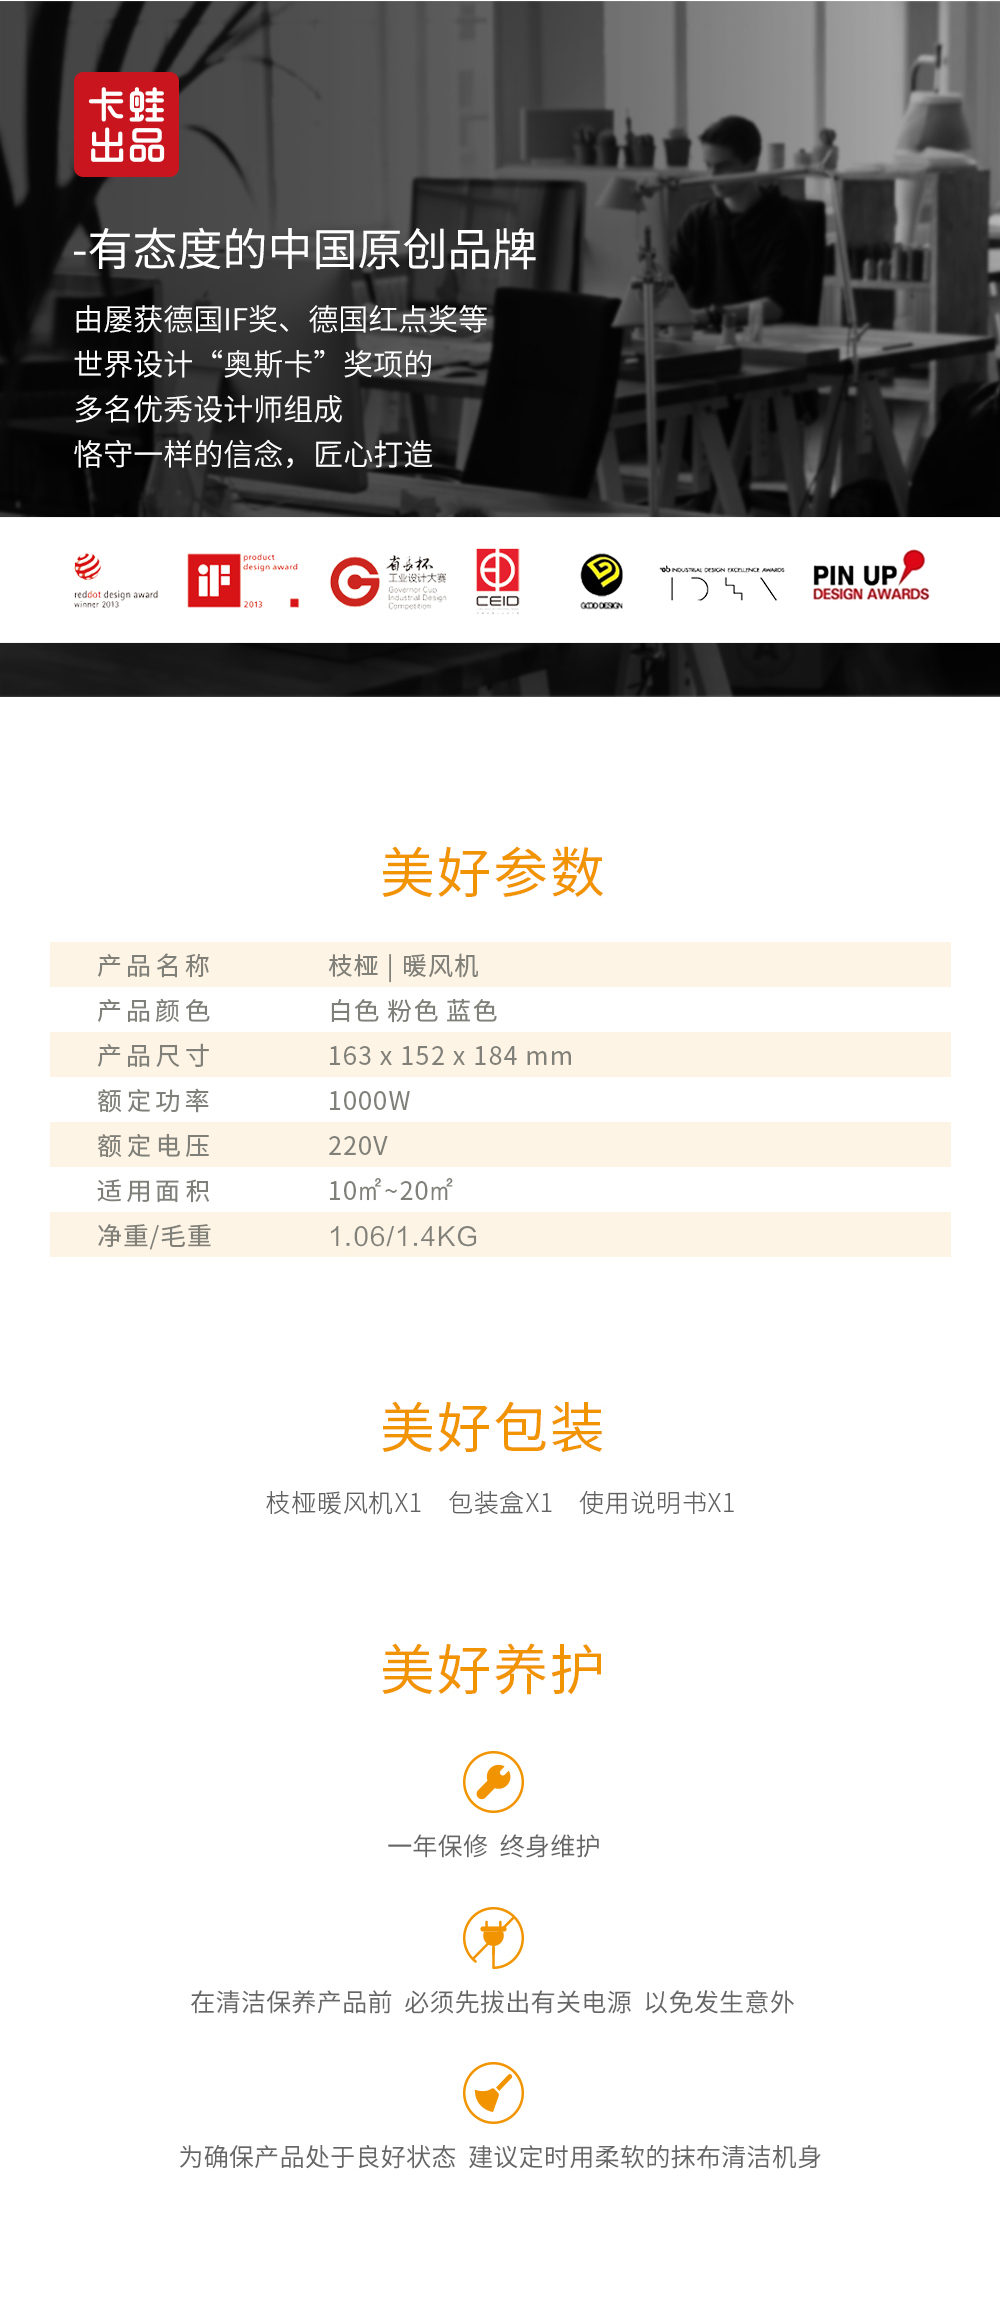 卡蛙
出品
-有态度的中国原创品牌
由屡获德国IF奖、德国红点奖等
世界设计“奥斯卡”奖项的
多名优秀设计师组成
恪守一样的信念，匠心打造
reddot design award
winner 2013
iF
product
design award
2013
省长杯
工业设计大赛
Governor Cup
Industrial Design
Competition
CEID
GOOD DESIGN
INDUSTRIAL DESIGN EXCELLENCE AWARDS
PIN UP
DESIGN AWARDS
美好参数
产品名称 枝桠 | 暖风机
产品颜色 白色 粉色 蓝色
产品尺寸 163 x 152 x 184 mm
额定功率 1000W
额定电压 220V
适用面积 10㎡~20㎡
净重/毛重 1.06/1.4KG
美好包装
枝桠暖风机X1 包装盒X1 使用说明书X1
美好养护
一年保修 终身维护
在清洁保养产品前 必须先拔出有关电源 以免发生意外
为确保产品处于良好状态 建议定时用柔软的抹布清洁机身